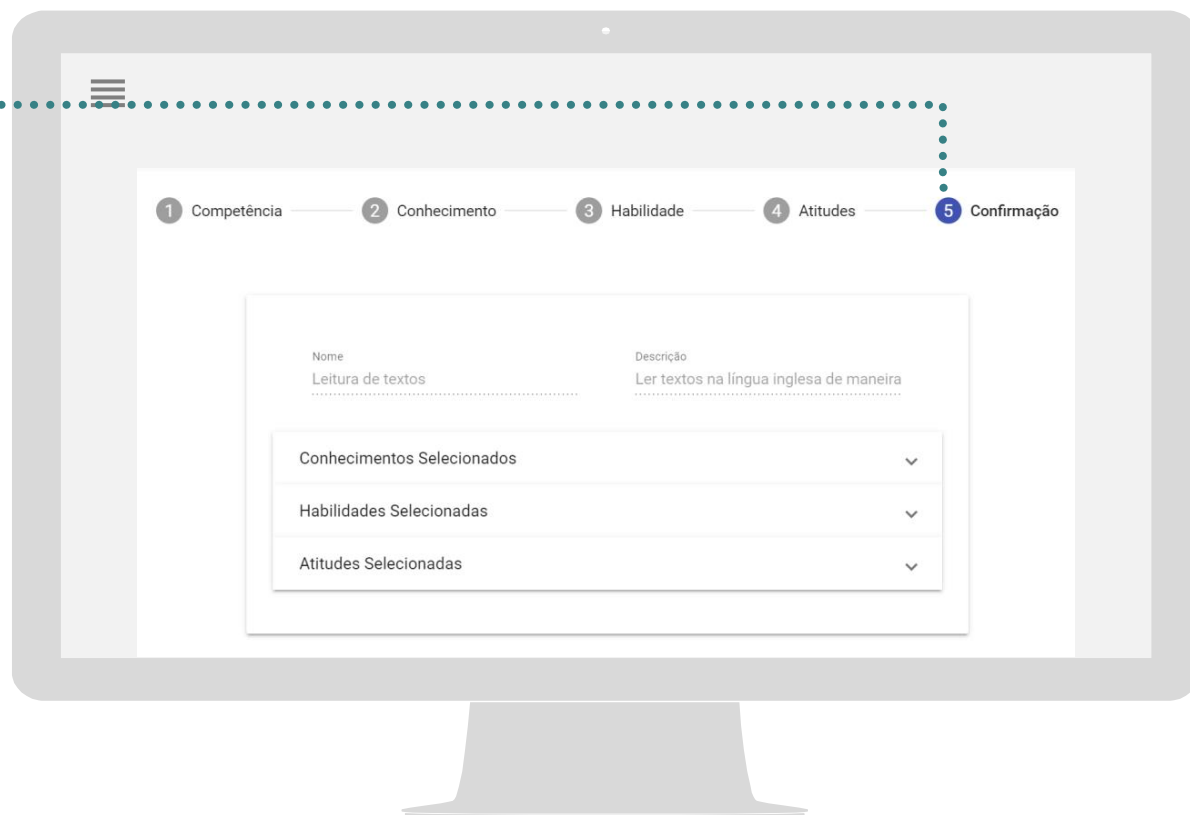 1 Competência 2 Conhecimento 3 Habilidade 4 Atitudes 5 Confirmação
Nome Descrição
Leitura de textos Ler textos na língua inglesa de maneira
Conhecimentos Selecionados
Habilidades Selecionadas
Atitudes Selecionadas